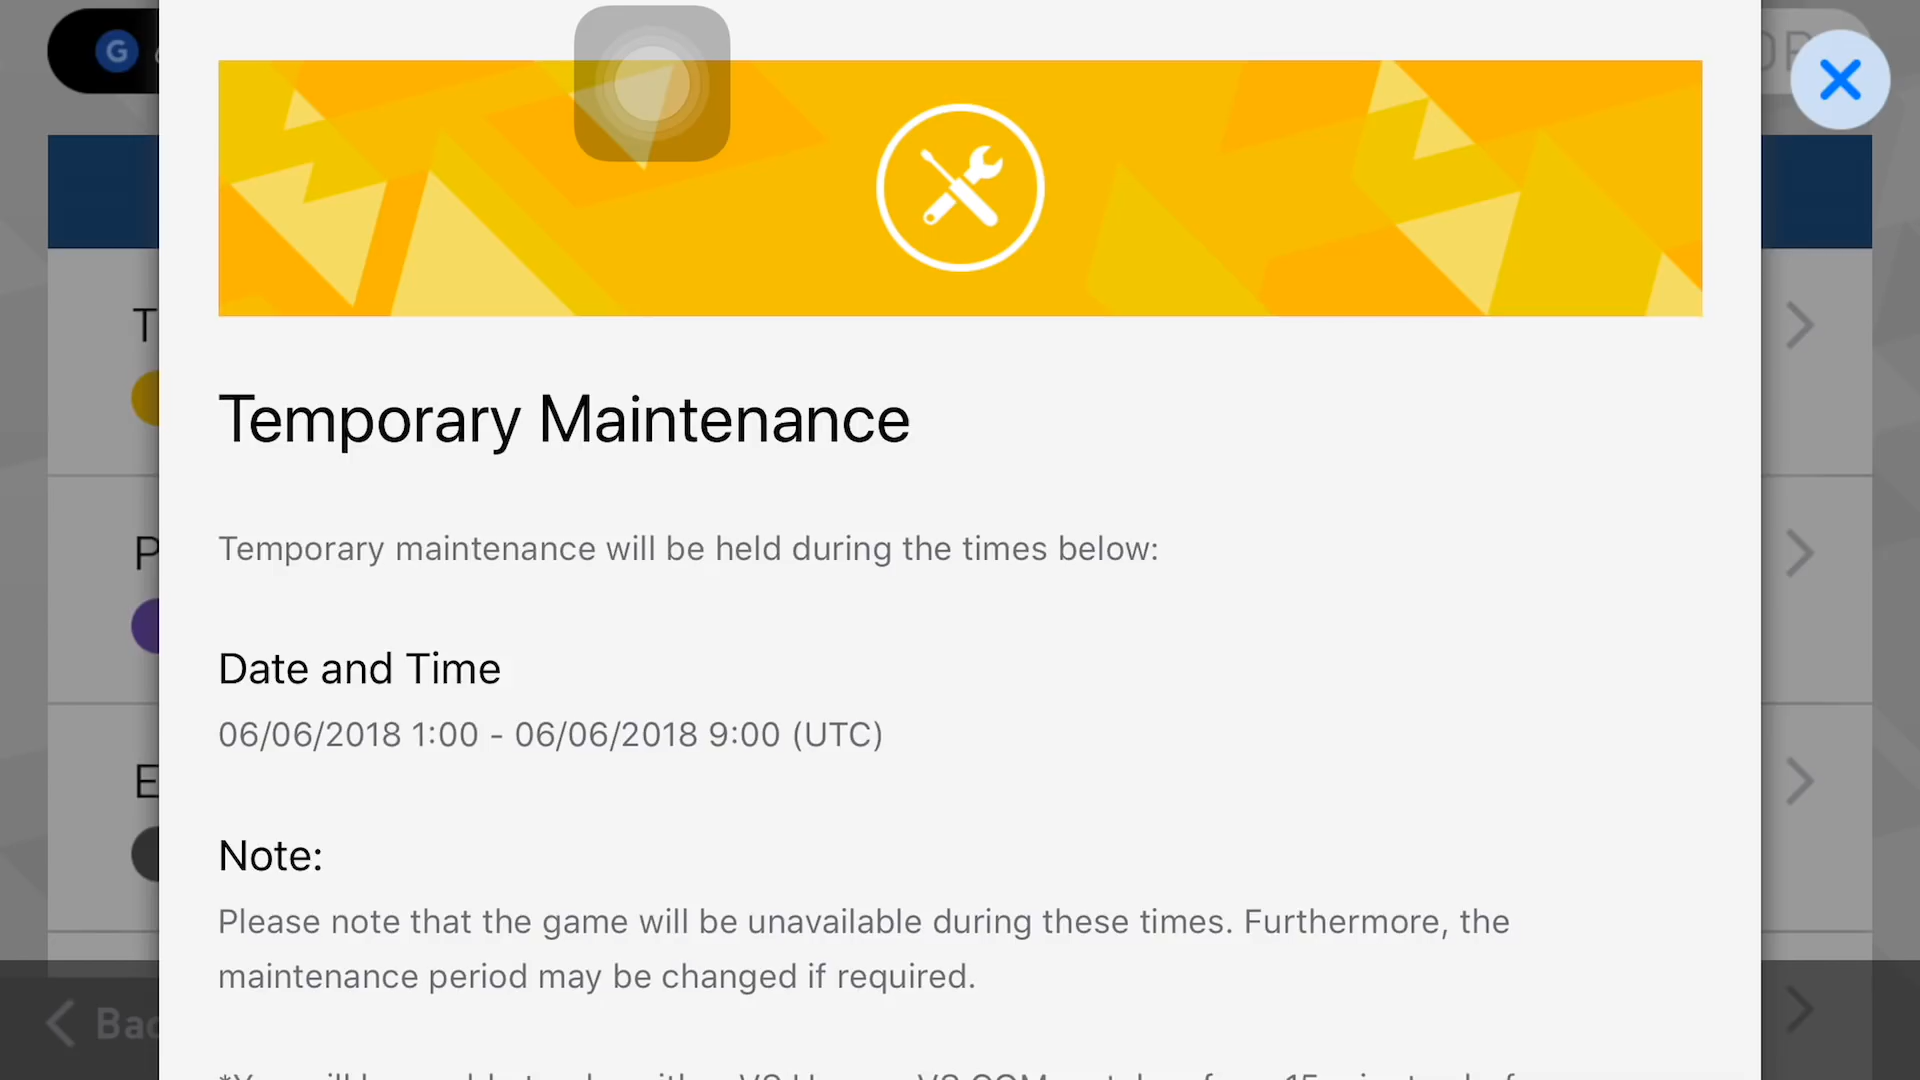 G
Temporary Maintenance
Temporary maintenance will be held during the times below:
Date and Time
06/06/2018 1:00 - 06/06/2018 9:00 (UTC)
Note:
Please note that the game will be unavailable during these times. Furthermore, the
maintenance period may be changed if required.